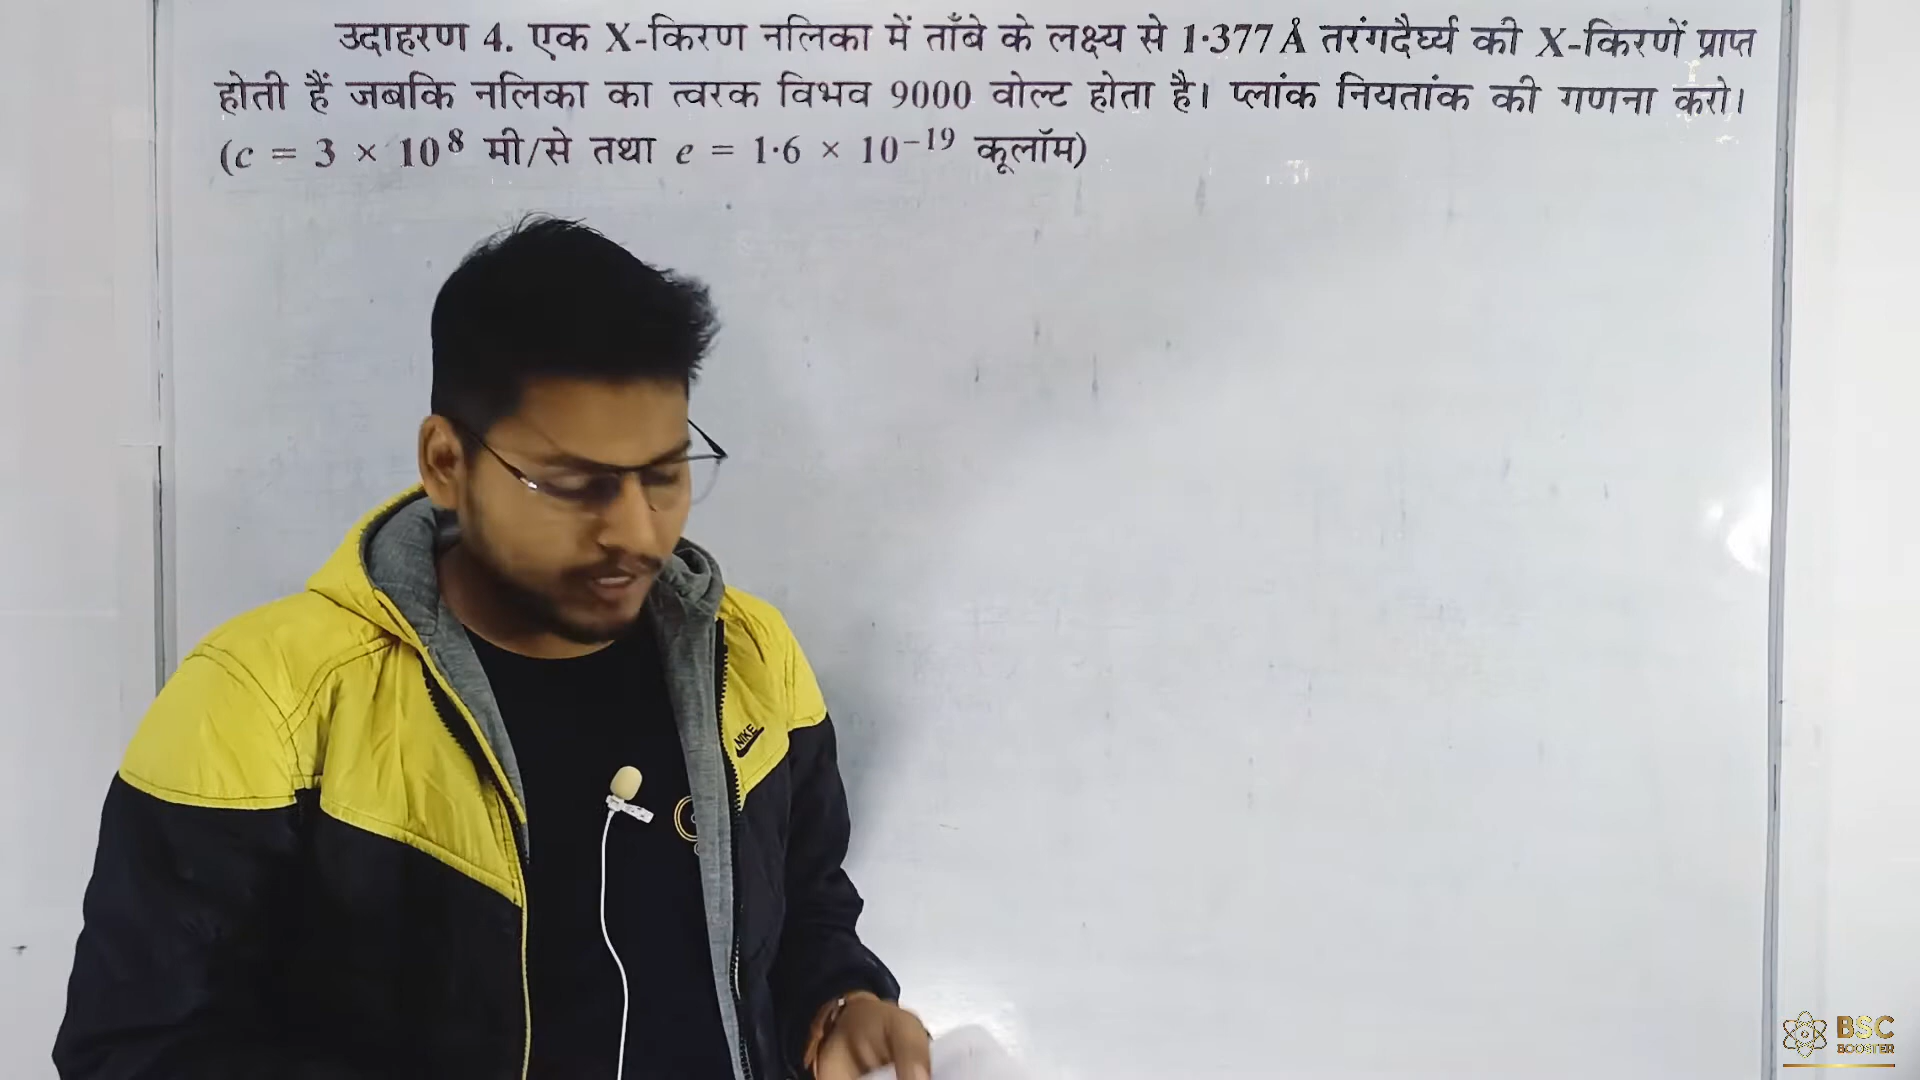 उदाहरण 4. एक X-किरण नलिका में ताँबे के लक्ष्य से 1·377 Å तरंगदैर्घ्य की X-किरणें प्राप्त
होती हैं जबकि नलिका का त्वरक विभव 9000 वोल्ट होता है। प्लांक नियतांक की गणना करो।
(c = 3 × 10⁸ मी/से तथा e = 1·6 × 10⁻¹⁹ कूलॉम)
NIKE
BSC
BOOSTER